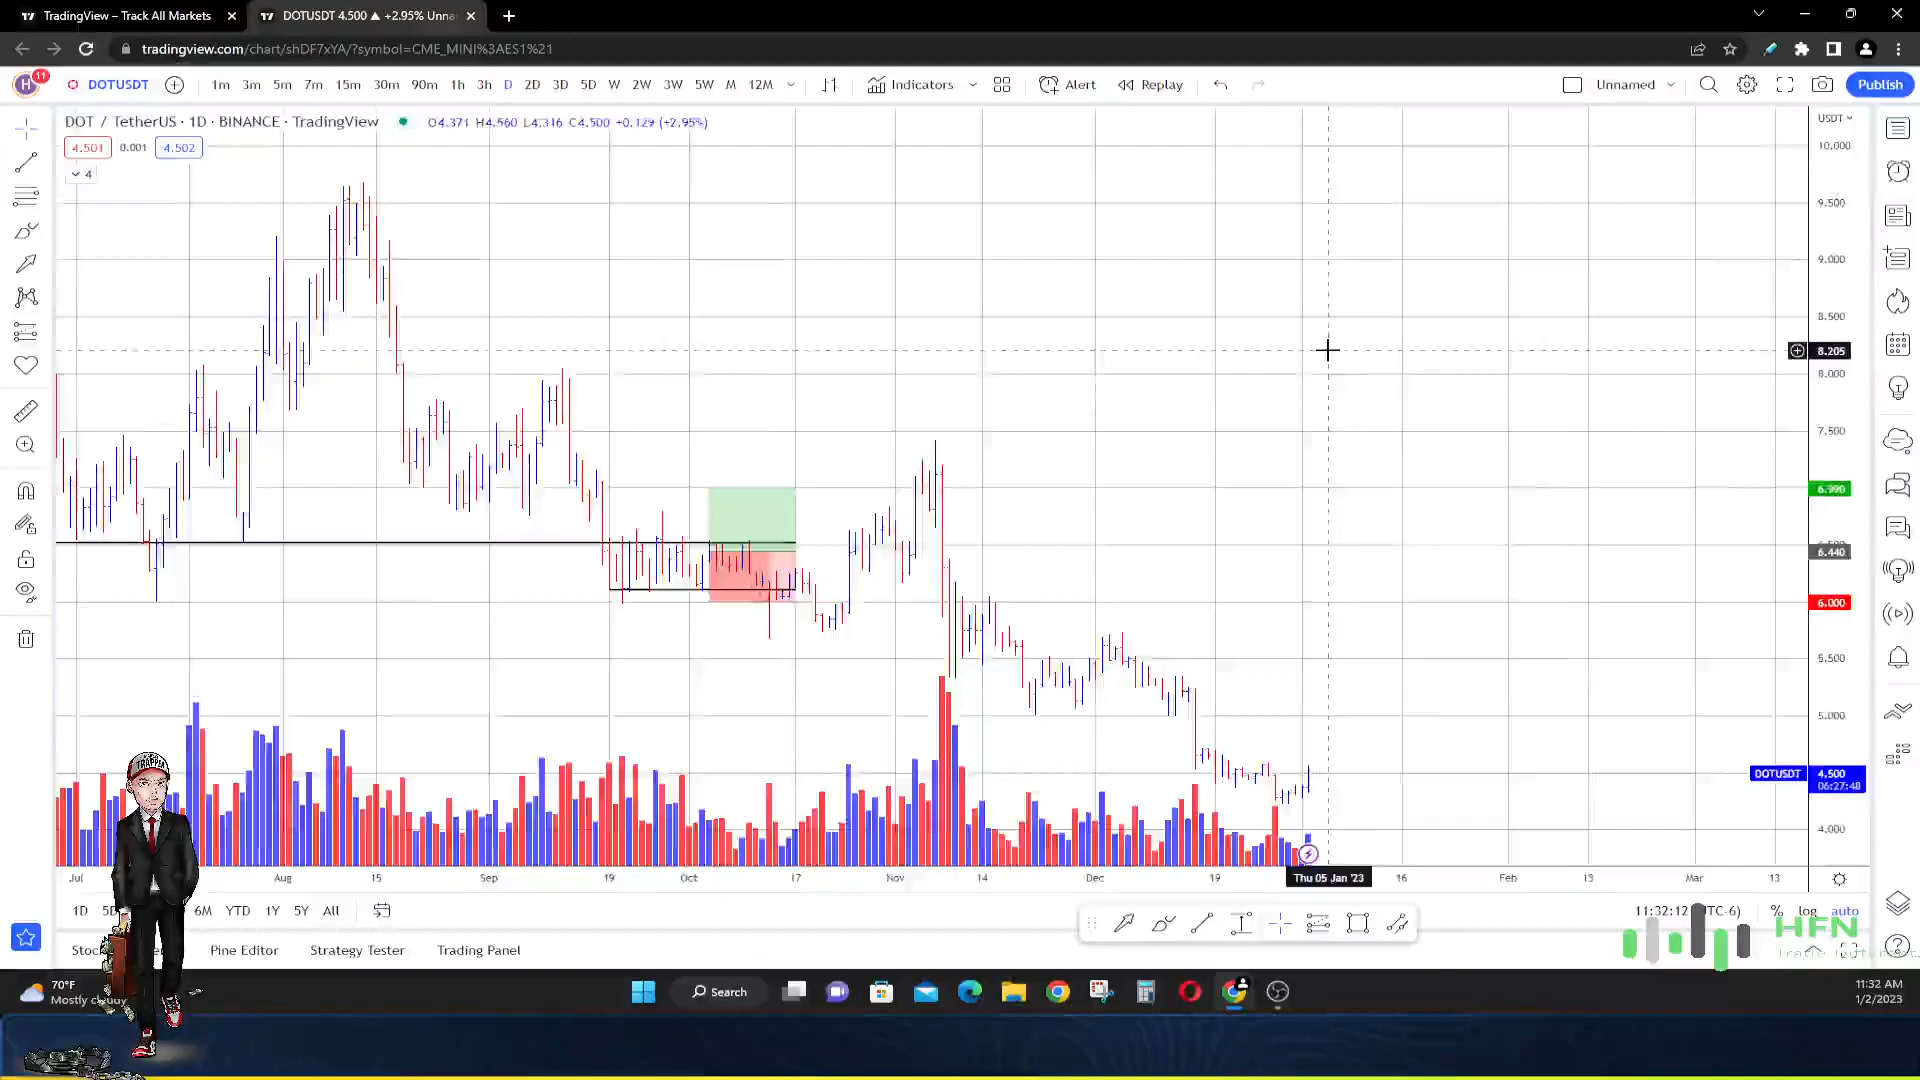 TradingView – Track All Markets
DOTUSDT 4.500 ▲ +2.95% Unna
tradingview.com/chart/shDF7xYA/?symbol=CME_MINI%3AES1%21
H 11 DOTUSDT 1m 3m 5m 7m 15m 30m 90m 1h 3h D 2D 3D 5D W 2W 3W 5W M 12M Indicators Alert Replay Unnamed Publish
DOT / TetherUS · 1D · BINANCE · TradingView O4.371 H4.560 L4.316 C4.500 +0.129 (+2.95%)
USDT
4.501 0.001 4.502
10.000
4
9.500
9.000
8.500
8.205
8.000
7.500
6.990
6.440
6.000
5.500
5.000
DOTUSDT 4.500
06:27:48
4.000
TRAPPER
Jul Aug 15 Sep 19 Oct 17 Nov 14 Dec 19 Thu 05 Jan '23 16 Feb 13 Mar 13
1D 6M YTD 1Y 5Y All
11:32:12 % log auto
HFN
Pine Editor Strategy Tester Trading Panel
70°F
Mostly cloudy
Search
11:32 AM
1/2/2023